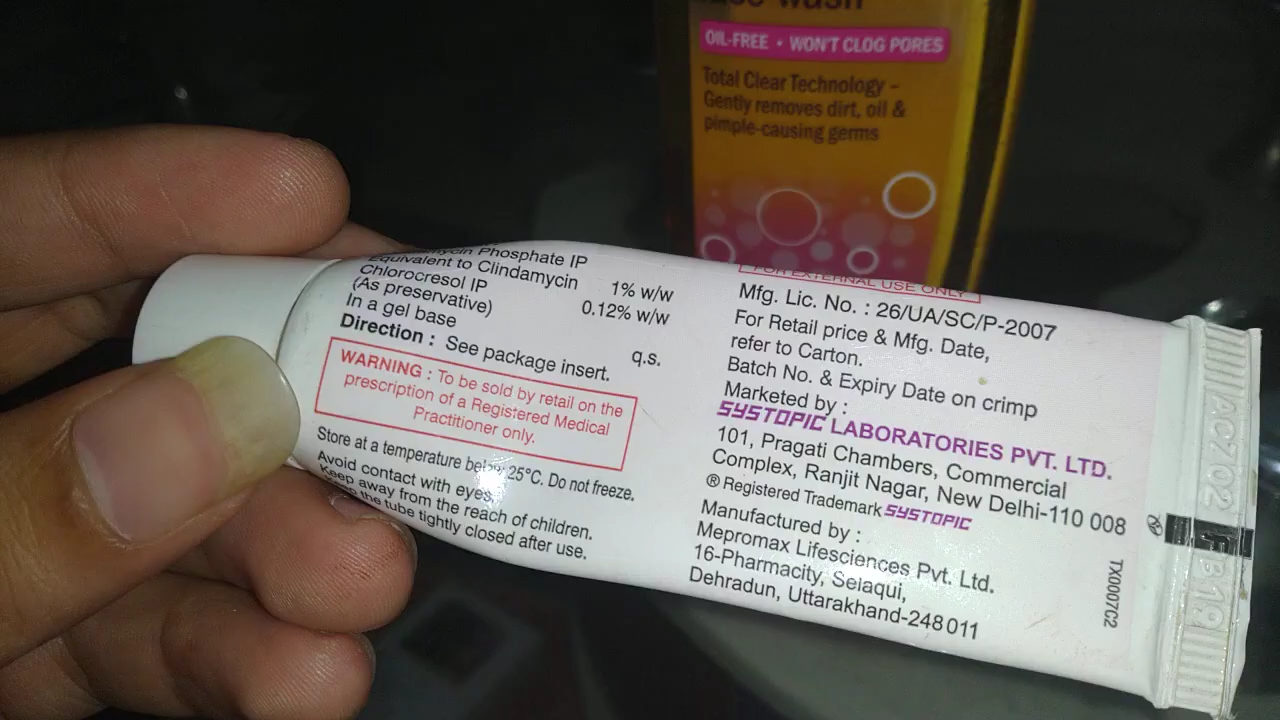 wash
OIL-FREE • WON'T CLOG PORES
Total Clear Technology –
Gently removes dirt, oil &
pimple-causing germs
Phosphate IP
Equivalent to Clindamycin 1% w/w
Chlorocresol IP 0.12% w/w
(As preservative)
In a gel base q.s.
Direction : See package insert.
WARNING : To be sold by retail on the
prescription of a Registered Medical
Practitioner only.
Store at a temperature below 25°C. Do not freeze.
Avoid contact with eyes.
Keep away from the reach of children.
the tube tightly closed after use.
FOR EXTERNAL USE ONLY
Mfg. Lic. No. : 26/UA/SC/P-2007
For Retail price & Mfg. Date,
refer to Carton.
Batch No. & Expiry Date on crimp
Marketed by :
SYSTOPIC LABORATORIES PVT. LTD.
101, Pragati Chambers, Commercial
Complex, Ranjit Nagar, New Delhi-110 008
® Registered Trademark SYSTOPIC
Manufactured by :
Mepromax Lifesciences Pvt. Ltd.
16-Pharmacity, Selaqui,
Dehradun, Uttarakhand-248 011
TX0007C2